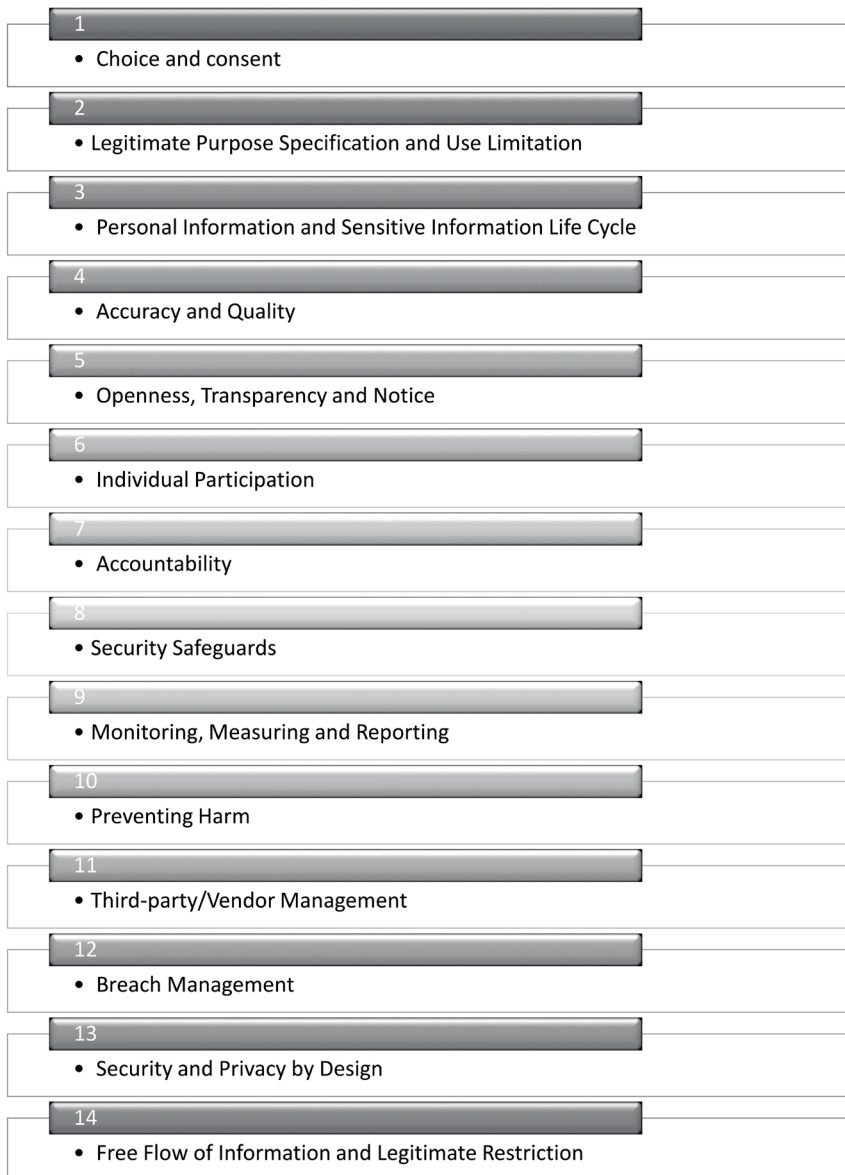 1
• Choice and consent
2
• Legitimate Purpose Specification and Use Limitation
3
• Personal Information and Sensitive Information Life Cycle
4
• Accuracy and Quality
5
• Openness, Transparency and Notice
6
• Individual Participation
7
• Accountability
8
• Security Safeguards
9
• Monitoring, Measuring and Reporting
10
• Preventing Harm
11
• Third-party/Vendor Management
12
• Breach Management
13
• Security and Privacy by Design
14
• Free Flow of Information and Legitimate Restriction